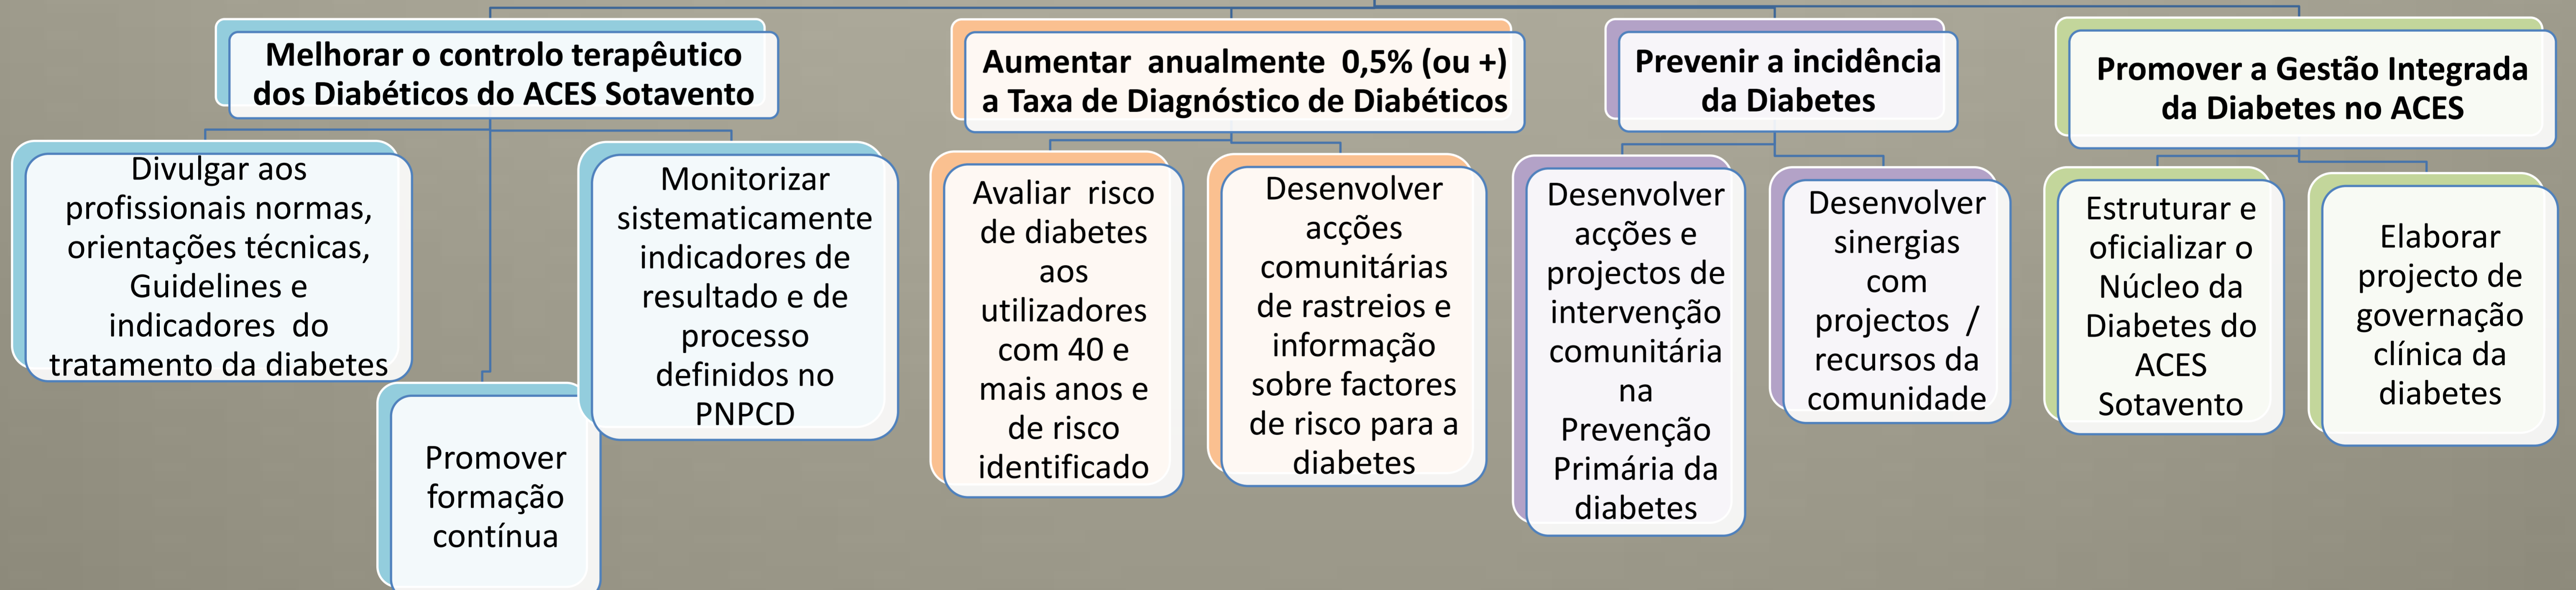 Melhorar o controlo terapêutico
dos Diabéticos do ACES Sotavento
Divulgar aos
profissionais normas,
orientações técnicas,
Guidelines e
indicadores do
tratamento da diabetes
Promover
formação
contínua
Monitorizar
sistematicamente
indicadores de
resultado e de
processo
definidos no
PNPCD
Aumentar anualmente 0,5% (ou +)
a Taxa de Diagnóstico de Diabéticos
Avaliar risco
de diabetes
aos
utilizadores
com 40 e
mais anos e
de risco
identificado
Desenvolver
acções
comunitárias
de rastreios e
informação
sobre factores
de risco para a
diabetes
Prevenir a incidência
da Diabetes
Desenvolver
acções e
projectos de
intervenção
comunitária
na
Prevenção
Primária da
diabetes
Desenvolver
sinergias
com
projectos /
recursos da
comunidade
Promover a Gestão Integrada
da Diabetes no ACES
Estruturar e
oficializar o
Núcleo da
Diabetes do
ACES
Sotavento
Elaborar
projecto de
governação
clínica da
diabetes